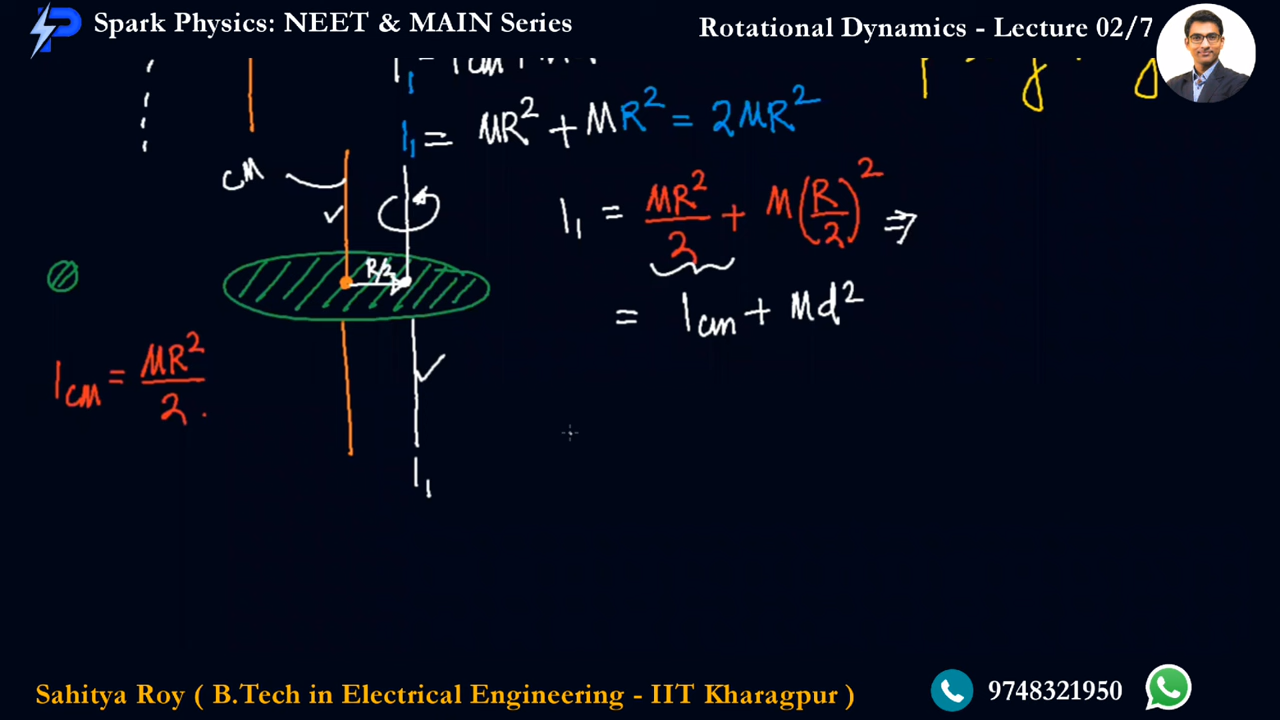 Spark Physics: NEET & MAIN Series
Rotational Dynamics - Lecture 02/7
I₁ = MR² + MR² = 2MR²
CM
I₁ = MR²/2 + M(R/2)² ⇒
R/2
= Icm + Md²
ICM = MR²/2.
I₁
Sahitya Roy ( B.Tech in Electrical Engineering - IIT Kharagpur )
9748321950